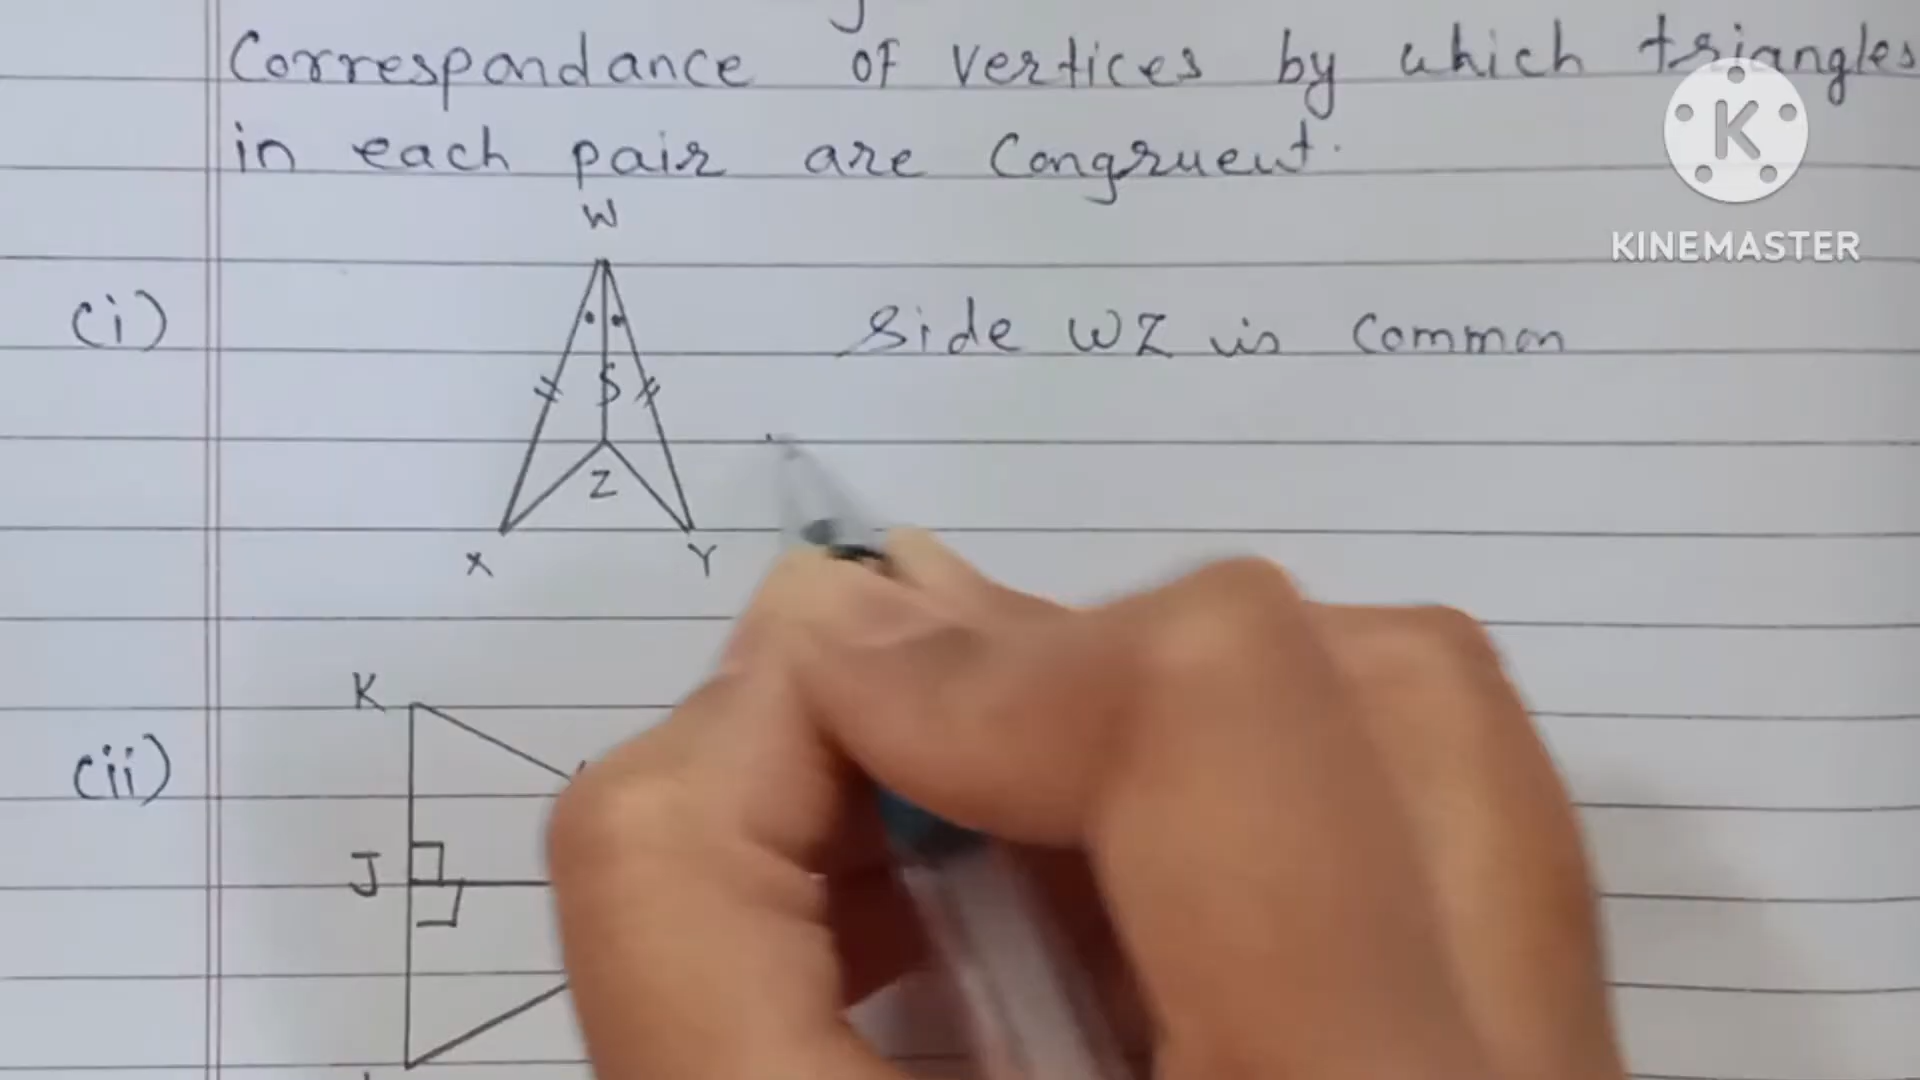 Correspondance of vertices by which triangles
in each pair are Congruent.
K
KINEMASTER
W
(i)
Side WZ is Common
Z
X
Y
K
(ii)
J